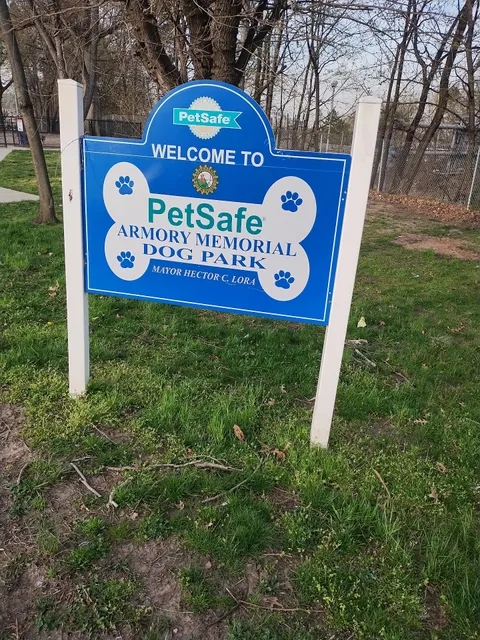 PetSafe
WELCOME TO
PetSafe
ARMORY MEMORIAL
DOG PARK
MAYOR HECTOR C. LORA